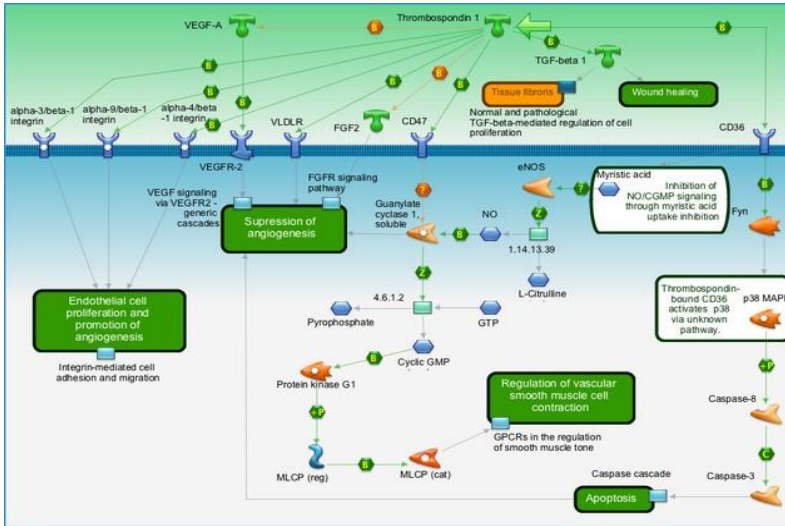 VEGF-A
Thrombospondin 1
B
B
TGF-beta 1
B
B
B
Tissue fibroris
Wound healing
alpha-3/beta-1
integrin
alpha-9/beta-1
integrin
alpha-4/beta
-1 integrin
B
B
B
B
B
B
VLDLR
FGF2
CD47
Normal and pathological
TGF-beta-mediated regulation of cell
proliferation
CD36
VEGFR-2
eNOS
Myristic acid
Inhibition of
NO/CGMP signaling
through myristic acid
uptake inhibition
VEGF signaling
via VEGFR2 -
generic
cascades
FGFR signaling
pathway
?
?
B
Guanylate
cyclase 1,
soluble
NO
Z
Fyn
Supression of
angiogenesis
B
1.14.13.39
Z
L-Citrulline
Thrombospondin-
bound CD36
activates p38
via unknown
pathway.
p38 MAPK
Endothelial cell
proliferation and
promotion of
angiogenesis
4.6.1.2
Pyrophosphate
GTP
Integrin-mediated cell
adhesion and migration
B
Cyclic GMP
+P
Protein kinase G1
Regulation of vascular
smooth muscle cell
contraction
Caspase-8
+P
GPCRs in the regulation
of smooth muscle tone
B
C
MLCP (reg)
MLCP (cat)
Caspase cascade
Caspase-3
Apoptosis